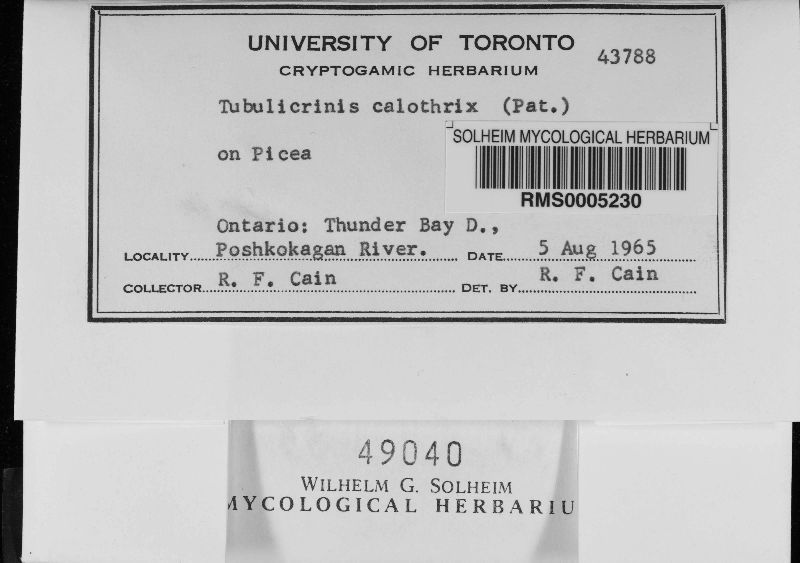 UNIVERSITY OF TORONTO
43788
CRYPTOGAMIC HERBARIUM
Tubulicrinis calothrix (Pat.)
SOLHEIM MYCOLOGICAL HERBARIUM
on Picea
RMS0005230
Ontario: Thunder Bay D.,
LOCALITY Poshkokagan River. DATE 5 Aug 1965
COLLECTOR R. F. Cain DET. BY R. F. Cain
49040
WILHELM G. SOLHEIM
MYCOLOGICAL HERBARIU